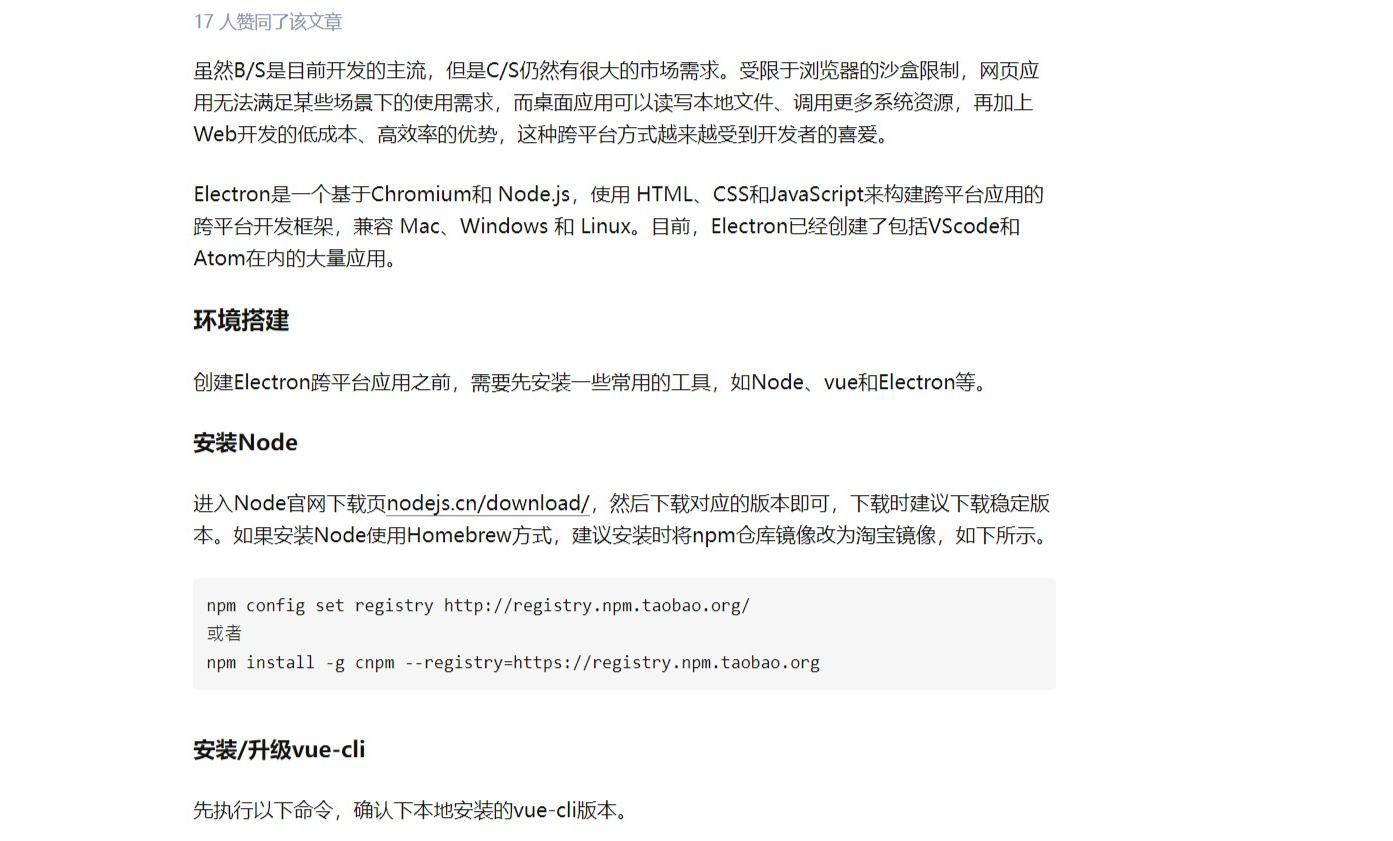 17 人赞同了该文章
虽然B/S是目前开发的主流，但是C/S仍然有很大的市场需求。受限于浏览器的沙盒限制，网页应
用无法满足某些场景下的使用需求，而桌面应用可以读写本地文件、调用更多系统资源，再加上
Web开发的低成本、高效率的优势，这种跨平台方式越来越受到开发者的喜爱。
Electron是一个基于Chromium和 Node.js，使用 HTML、CSS和JavaScript来构建跨平台应用的
跨平台开发框架，兼容 Mac、Windows 和 Linux。目前，Electron已经创建了包括VScode和
Atom在内的大量应用。
环境搭建
创建Electron跨平台应用之前，需要先安装一些常用的工具，如Node、vue和Electron等。
安装Node
进入Node官网下载页nodejs.cn/download/，然后下载对应的版本即可，下载时建议下载稳定版
本。如果安装Node使用Homebrew方式，建议安装时将npm仓库镜像改为淘宝镜像，如下所示。
npm config set registry http://registry.npm.taobao.org/
或者
npm install -g cnpm --registry=https://registry.npm.taobao.org
安装/升级vue-cli
先执行以下命令，确认下本地安装的vue-cli版本。